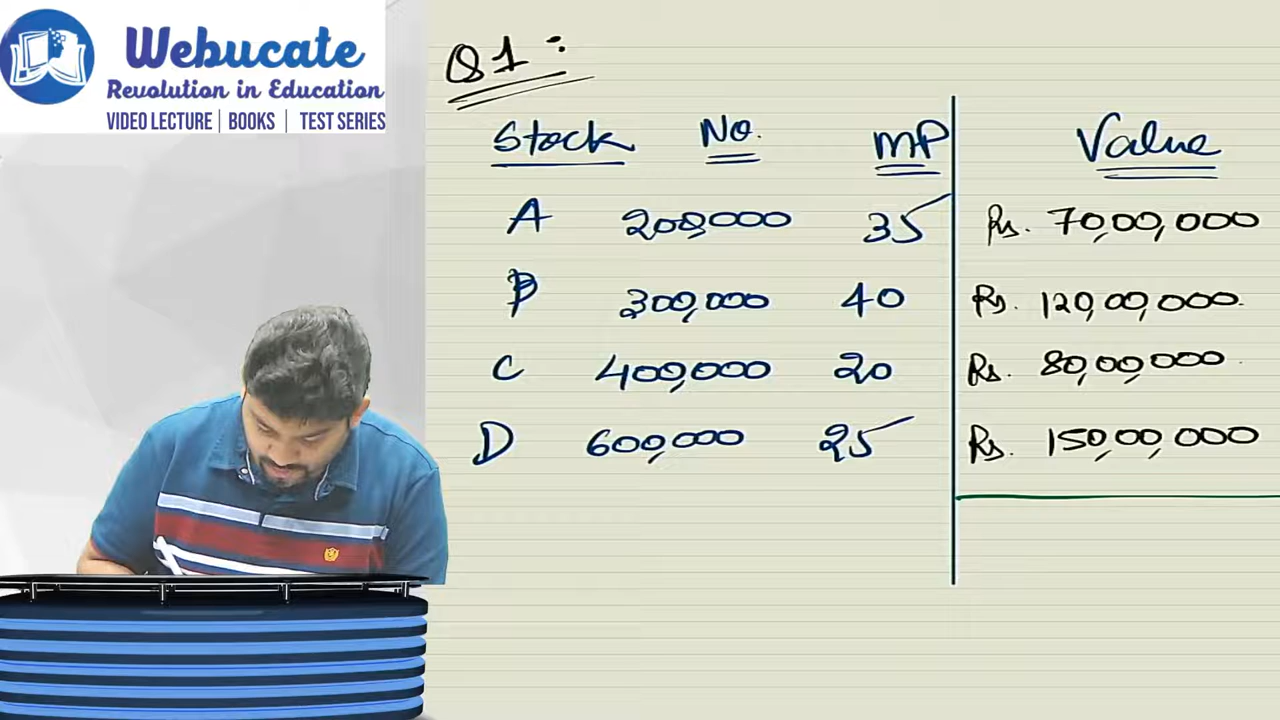 Webucate
Revolution in Education
VIDEO LECTURE | BOOKS | TEST SERIES
Q1:
Stock No. MP Value
A 200,000 35 Rs. 70,00,000
B 300,000 40 Rs. 120,00,000
C 400,000 20 Rs. 80,00,000
D 600,000 25 Rs. 150,00,000